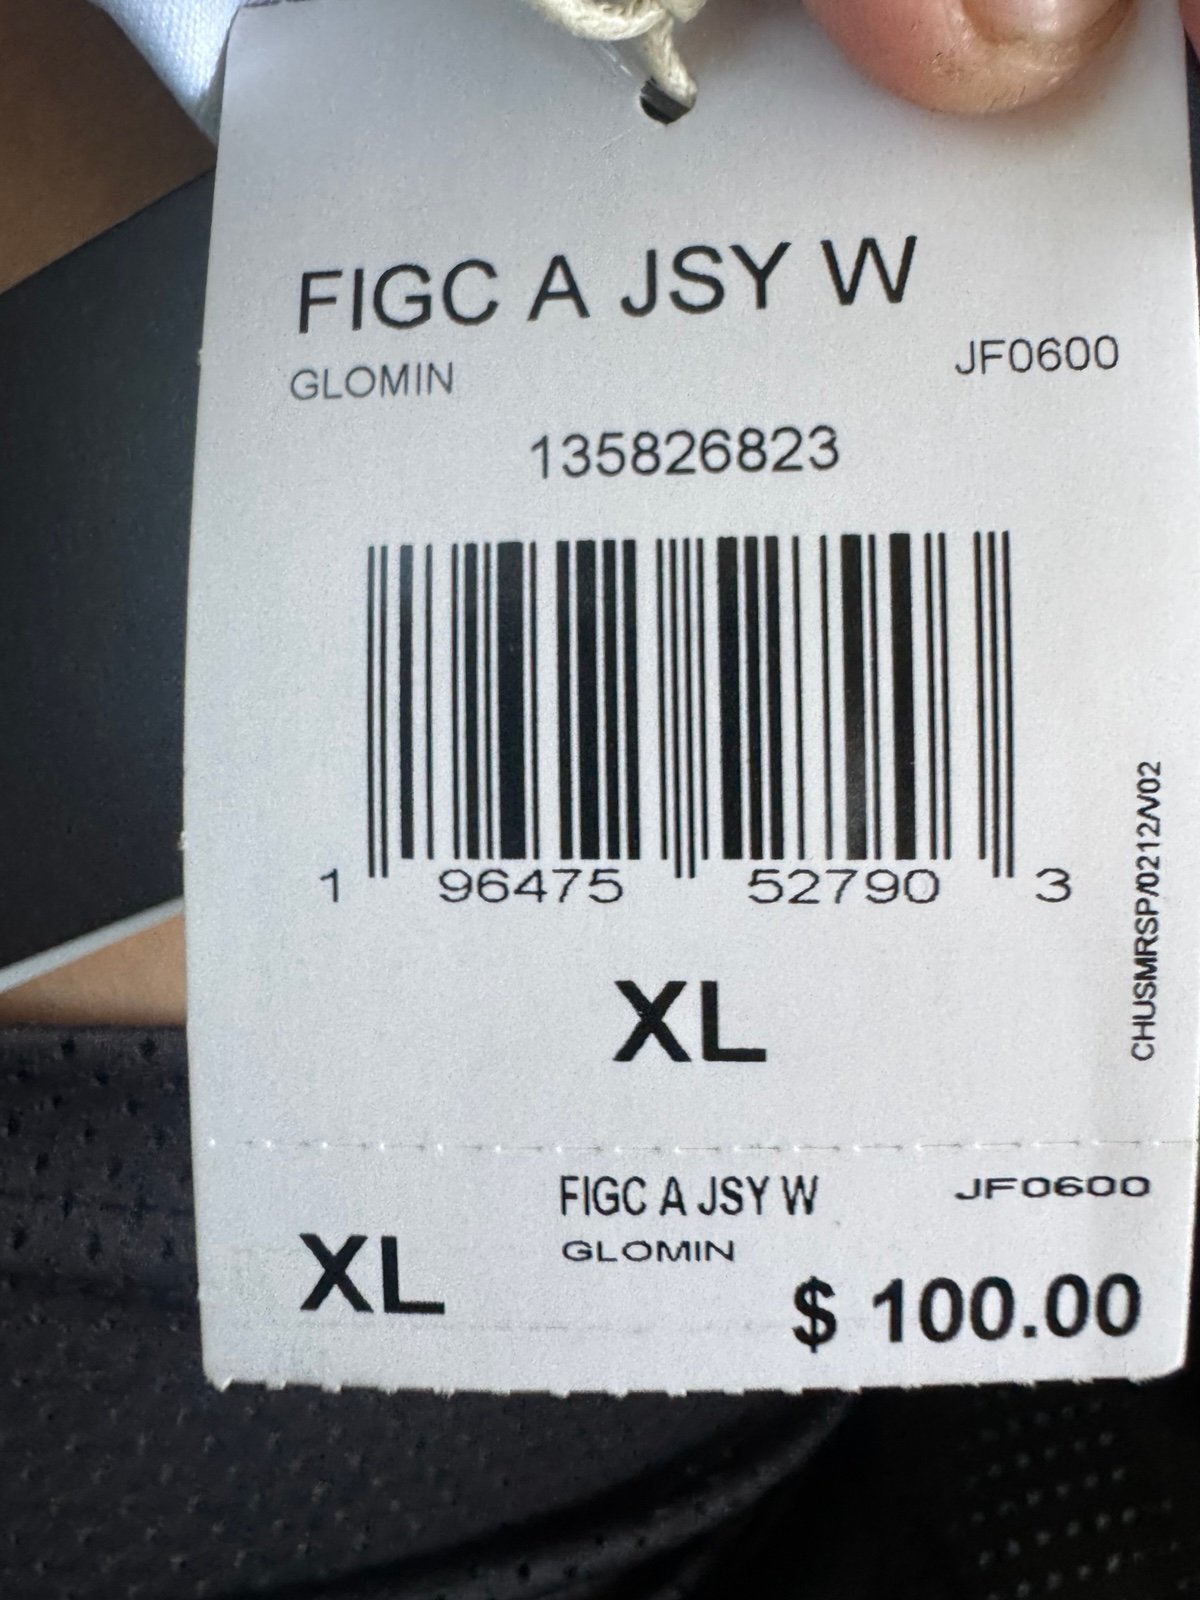 FIGC A JSY W
GLOMIN JF0600
135826823
1 96475 52790 3
XL
CHUSMRSP/0212/V02
FIGC A JSY W JF0600
GLOMIN
XL
$ 100.00